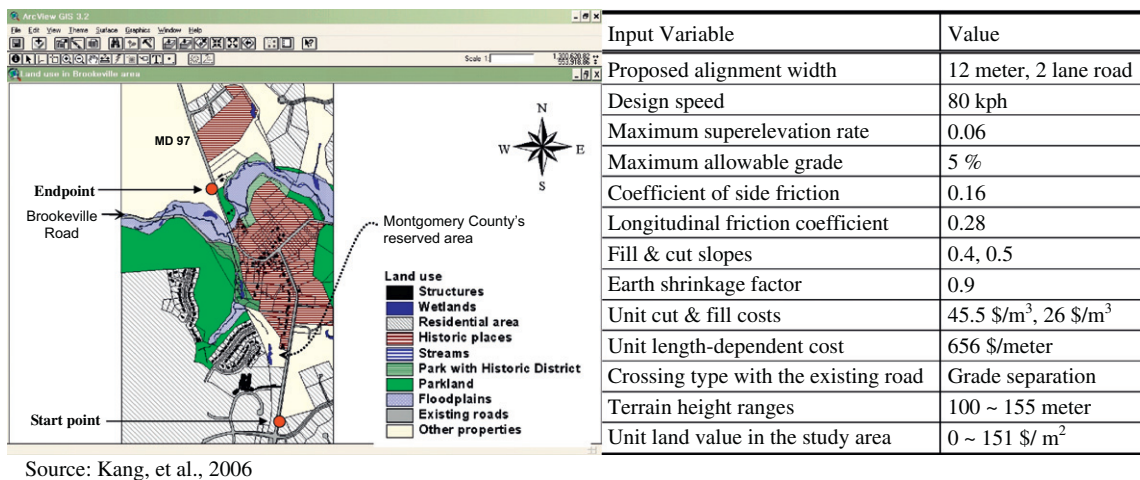 ArcView GIS 3.2
File Edit View Theme Surface Graphics Window Help
Scale 1:
Land use in Brookeville area
MD 97
N
W
E
S
Endpoint
Brookeville
Road
Montgomery County's
reserved area
Land use
Structures
Wetlands
Residential area
Historic places
Streams
Park with Historic District
Parkland
Floodplains
Existing roads
Other properties
Start point
Source: Kang, et al., 2006
Input Variable Value
Proposed alignment width 12 meter, 2 lane road
Design speed 80 kph
Maximum superelevation rate 0.06
Maximum allowable grade 5 %
Coefficient of side friction 0.16
Longitudinal friction coefficient 0.28
Fill & cut slopes 0.4, 0.5
Earth shrinkage factor 0.9
Unit cut & fill costs 45.5 $/m³, 26 $/m³
Unit length-dependent cost 656 $/meter
Crossing type with the existing road Grade separation
Terrain height ranges 100 ~ 155 meter
Unit land value in the study area 0 ~ 151 $/ m²